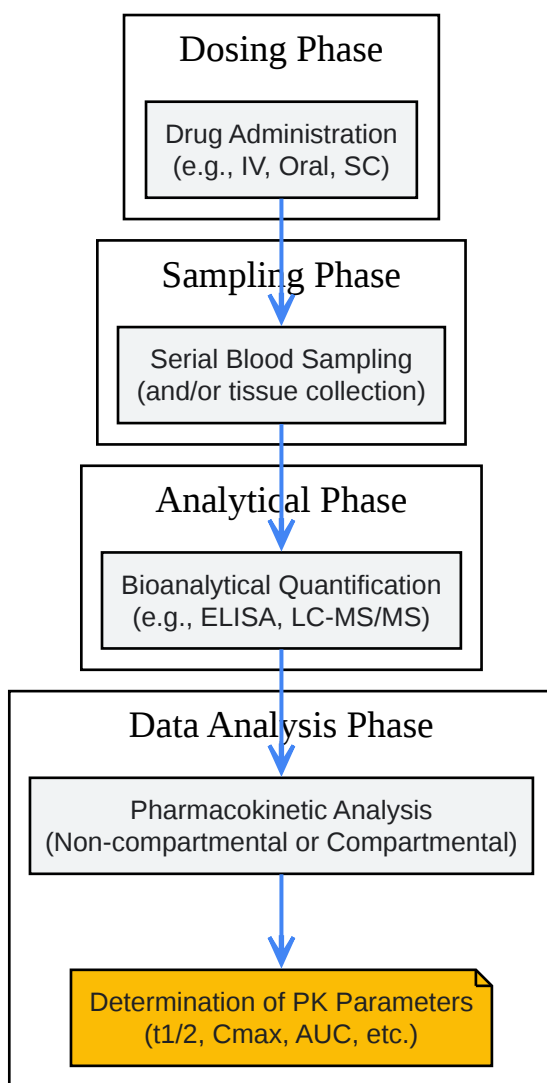 Dosing Phase
Drug Administration
(e.g., IV, Oral, SC)
Sampling Phase
Serial Blood Sampling
(and/or tissue collection)
Analytical Phase
Bioanalytical Quantification
(e.g., ELISA, LC-MS/MS)
Data Analysis Phase
Pharmacokinetic Analysis
(Non-compartmental or Compartmental)
Determination of PK Parameters
(t1/2, Cmax, AUC, etc.)